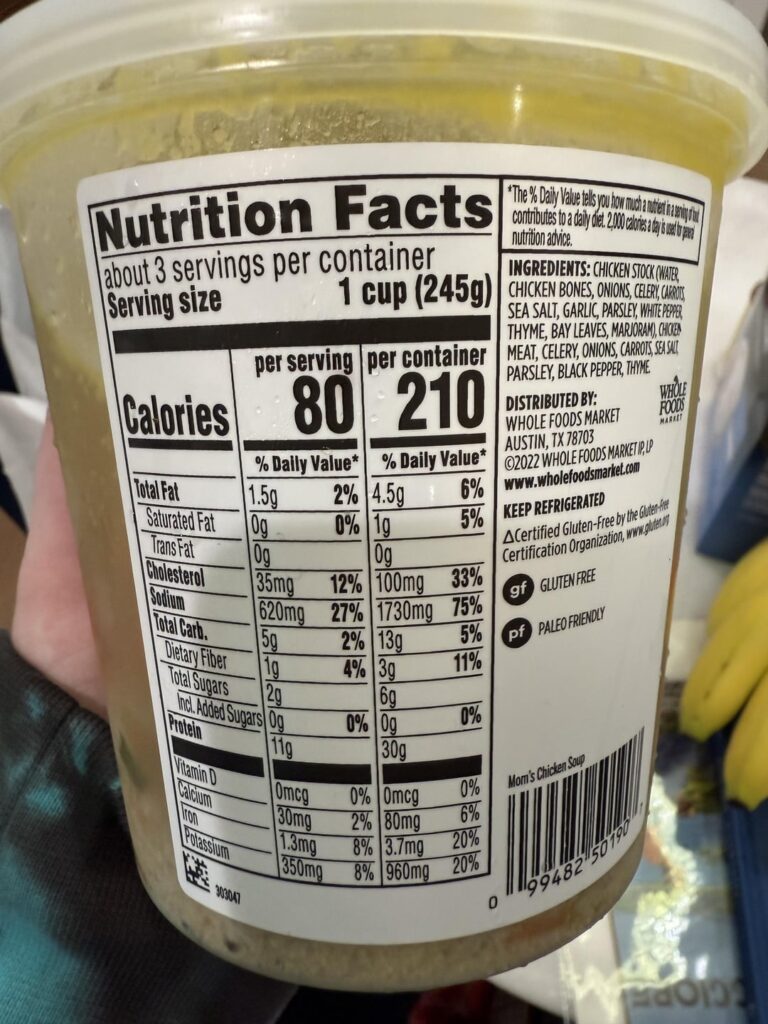 Nutrition Facts
about 3 servings per container
Serving size 1 cup (245g)
per serving per container
Calories 80 210
% Daily Value* % Daily Value*
Total Fat 1.5g 2% 4.5g 6%
Saturated Fat 0g 0% 1g 5%
Trans Fat 0g 0g
Cholesterol 35mg 12% 100mg 33%
Sodium 620mg 27% 1730mg 75%
Total Carb. 5g 2% 13g 5%
Dietary Fiber 1g 4% 3g 11%
Total Sugars 2g 6g
Incl. Added Sugars 0g 0% 0g 0%
Protein 11g 30g
Vitamin D 0mcg 0% 0mcg 0%
Calcium 30mg 2% 80mg 6%
Iron 1.3mg 8% 3.7mg 20%
Potassium 350mg 8% 960mg 20%
303047
*The % Daily Value tells you how much a nutrient in a serving of food
contributes to a daily diet. 2,000 calories a day is used for general
nutrition advice.
INGREDIENTS: CHICKEN STOCK (WATER,
CHICKEN BONES, ONIONS, CELERY, CARROTS,
SEA SALT, GARLIC, PARSLEY, WHITE PEPPER,
THYME, BAY LEAVES, MARJORAM), CHICKEN
MEAT, CELERY, ONIONS, CARROTS, SEA SALT,
PARSLEY, BLACK PEPPER, THYME.
DISTRIBUTED BY:
WHOLE FOODS MARKET
AUSTIN, TX 78703
©2022 WHOLE FOODS MARKET IP, LP
www.wholefoodsmarket.com
WHOLE
FOODS
MARKET
KEEP REFRIGERATED
ΔCertified Gluten-Free by the Gluten-Free
Certification Organization, www.gluten.org
gf GLUTEN FREE
pf PALEO FRIENDLY
Mom's Chicken Soup
0 99482 50190 7